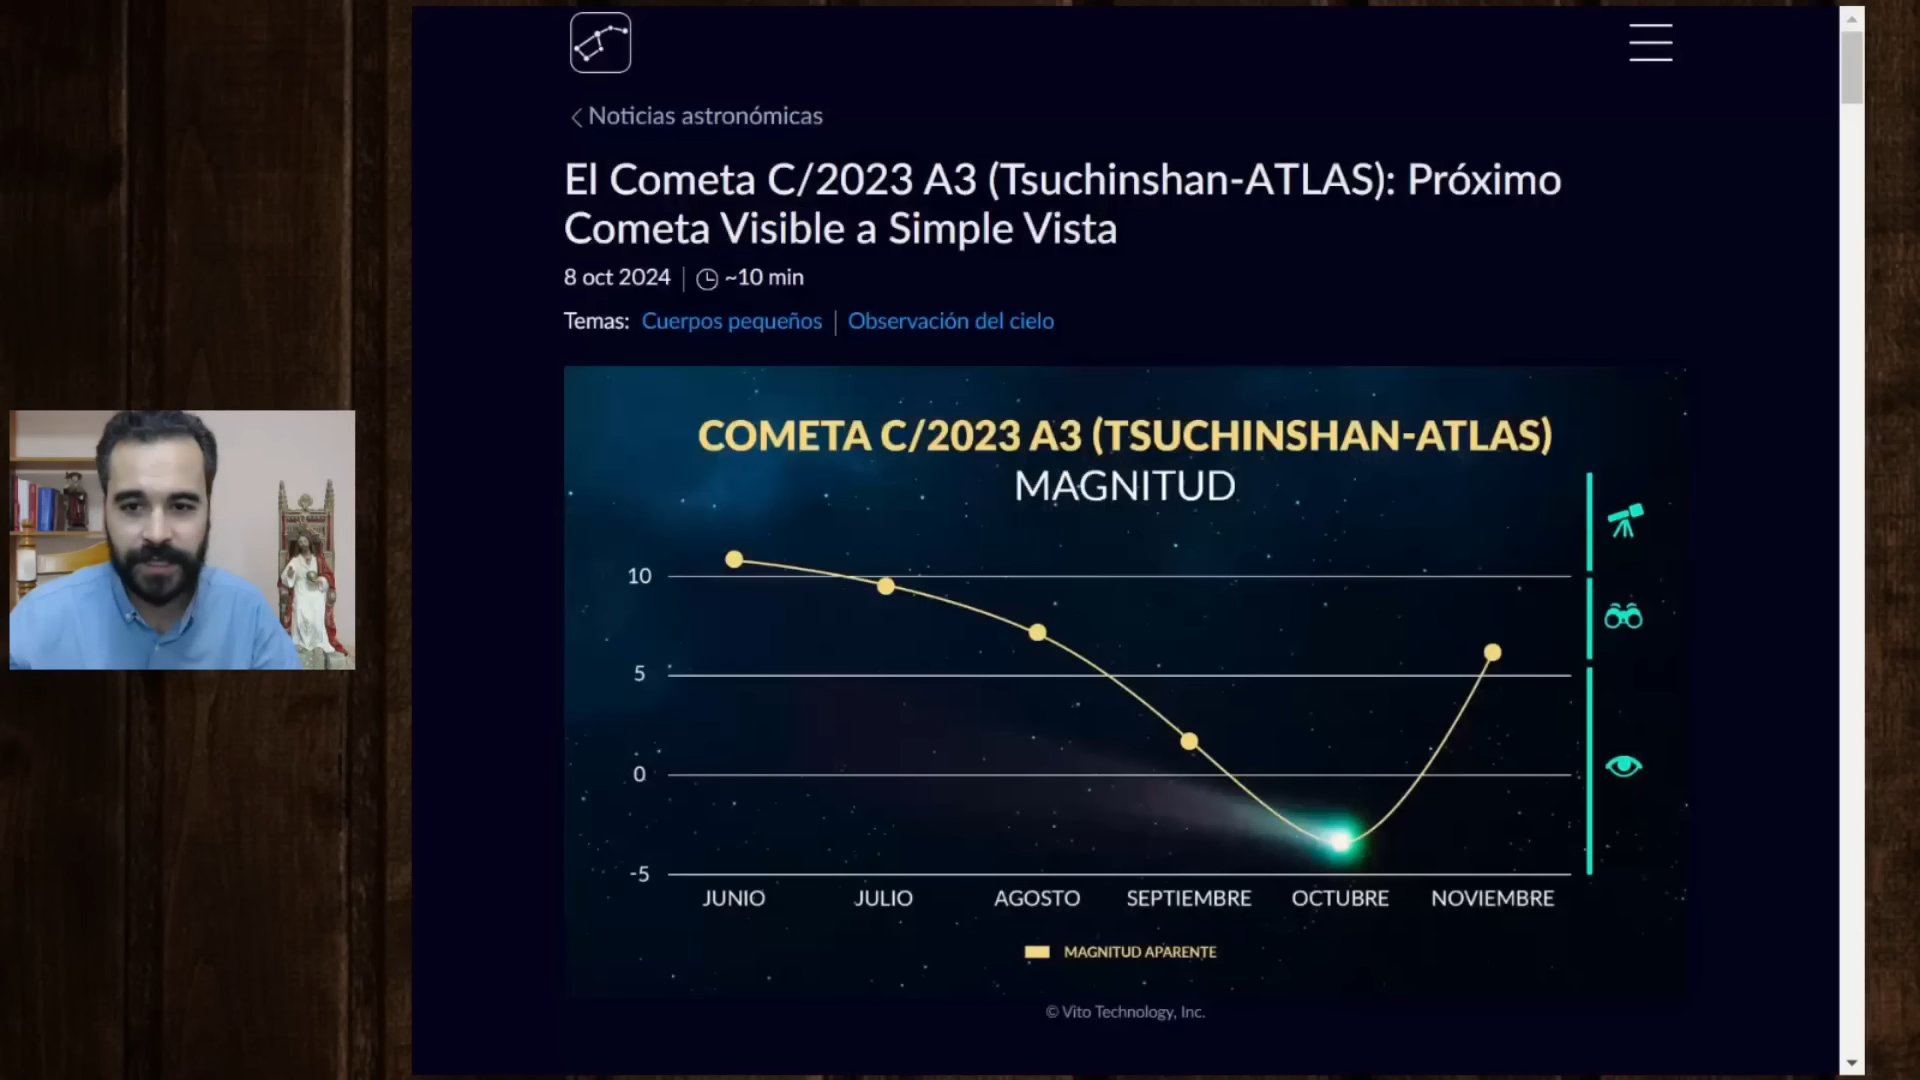 Noticias astronómicas
El Cometa C/2023 A3 (Tsuchinshan-ATLAS): Próximo
Cometa Visible a Simple Vista
8 oct 2024 | ~10 min
Temas: Cuerpos pequeños | Observación del cielo
COMETA C/2023 A3 (TSUCHINSHAN-ATLAS)
MAGNITUD
10
5
0
-5
JUNIO JULIO AGOSTO SEPTIEMBRE OCTUBRE NOVIEMBRE
MAGNITUD APARENTE
© Vito Technology, Inc.